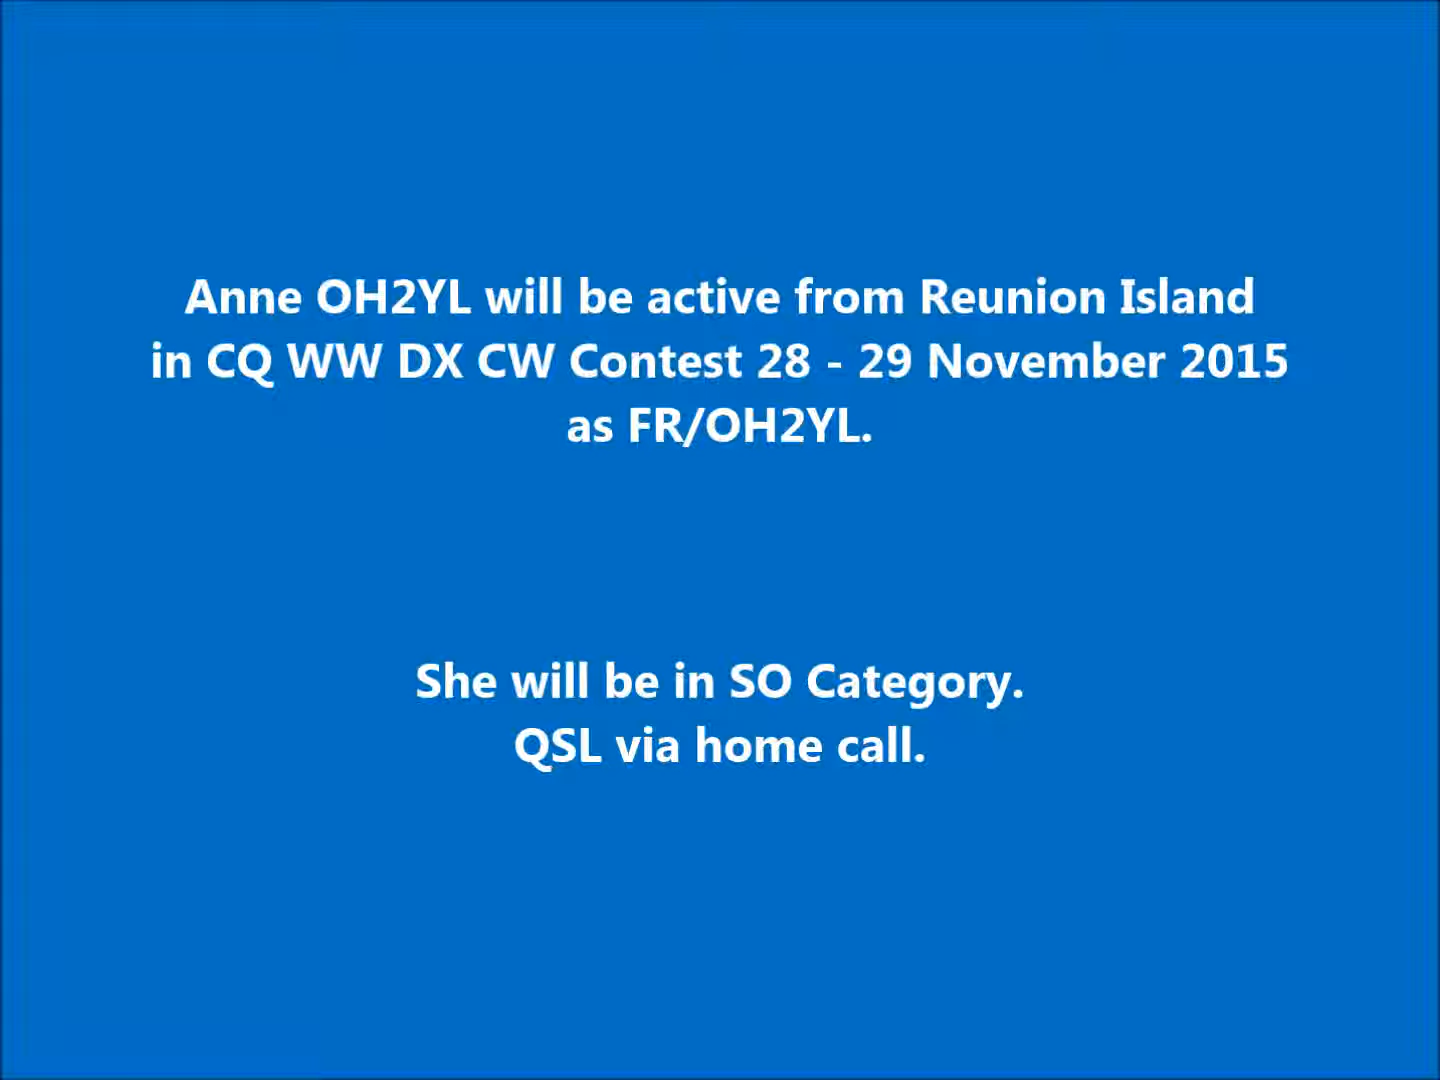 Anne OH2YL will be active from Reunion Island
in CQ WW DX CW Contest 28 - 29 November 2015
as FR/OH2YL.
She will be in SO Category.
QSL via home call.